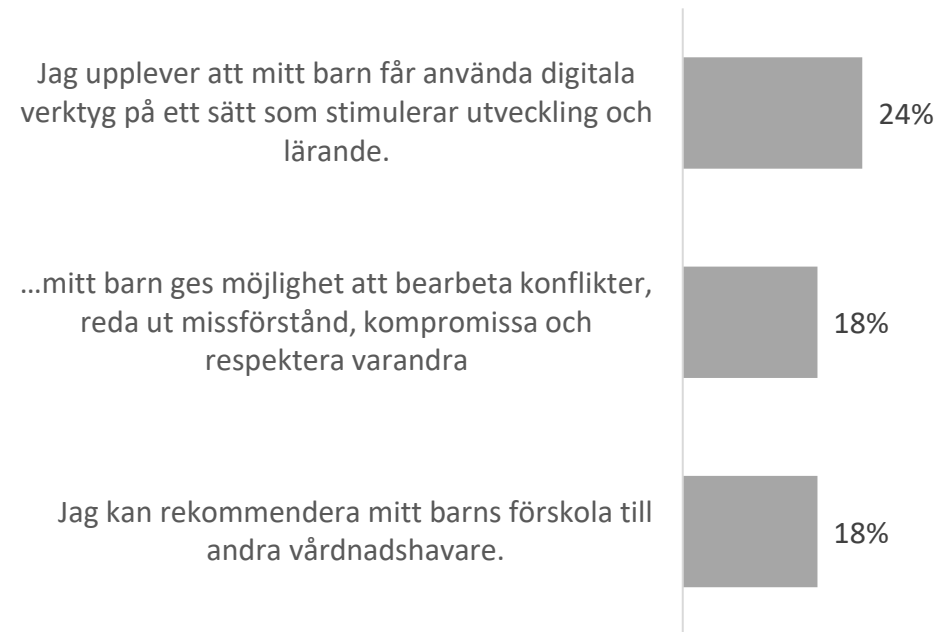 Jag upplever att mitt barn får använda digitala
verktyg på ett sätt som stimulerar utveckling och
lärande.
24%
…mitt barn ges möjlighet att bearbeta konflikter,
reda ut missförstånd, kompromissa och
respektera varandra
18%
Jag kan rekommendera mitt barns förskola till
andra vårdnadshavare.
18%